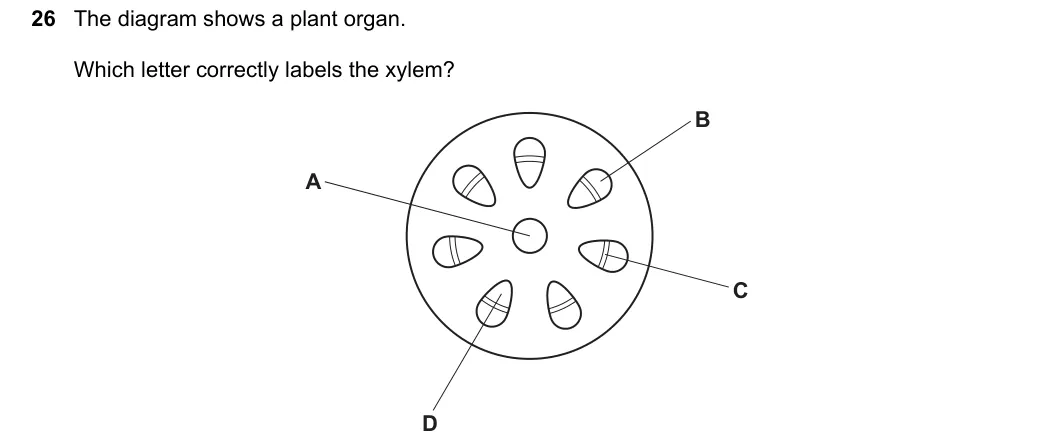 26 The diagram shows a plant organ.
Which letter correctly labels the xylem?
B
A
C
D